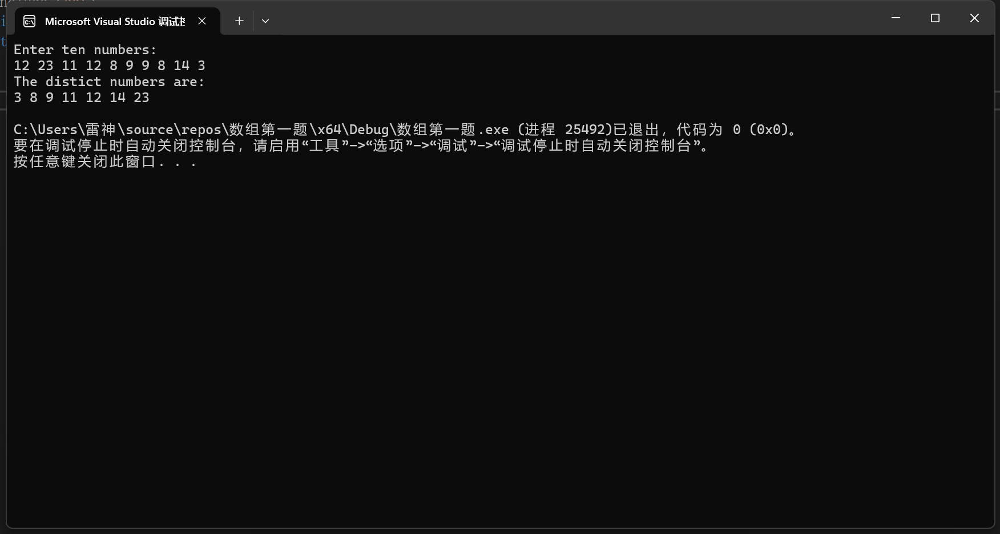 Microsoft Visual Studio 调试
Enter ten numbers:
12 23 11 12 8 9 9 8 14 3
The distict numbers are:
3 8 9 11 12 14 23
C:\Users\雷神\source\repos\数组第一题\x64\Debug\数组第一题.exe (进程 25492)已退出，代码为 0 (0x0)。
要在调试停止时自动关闭控制台，请启用“工具”->“选项”->“调试”->“调试停止时自动关闭控制台”。
按任意键关闭此窗口. . .